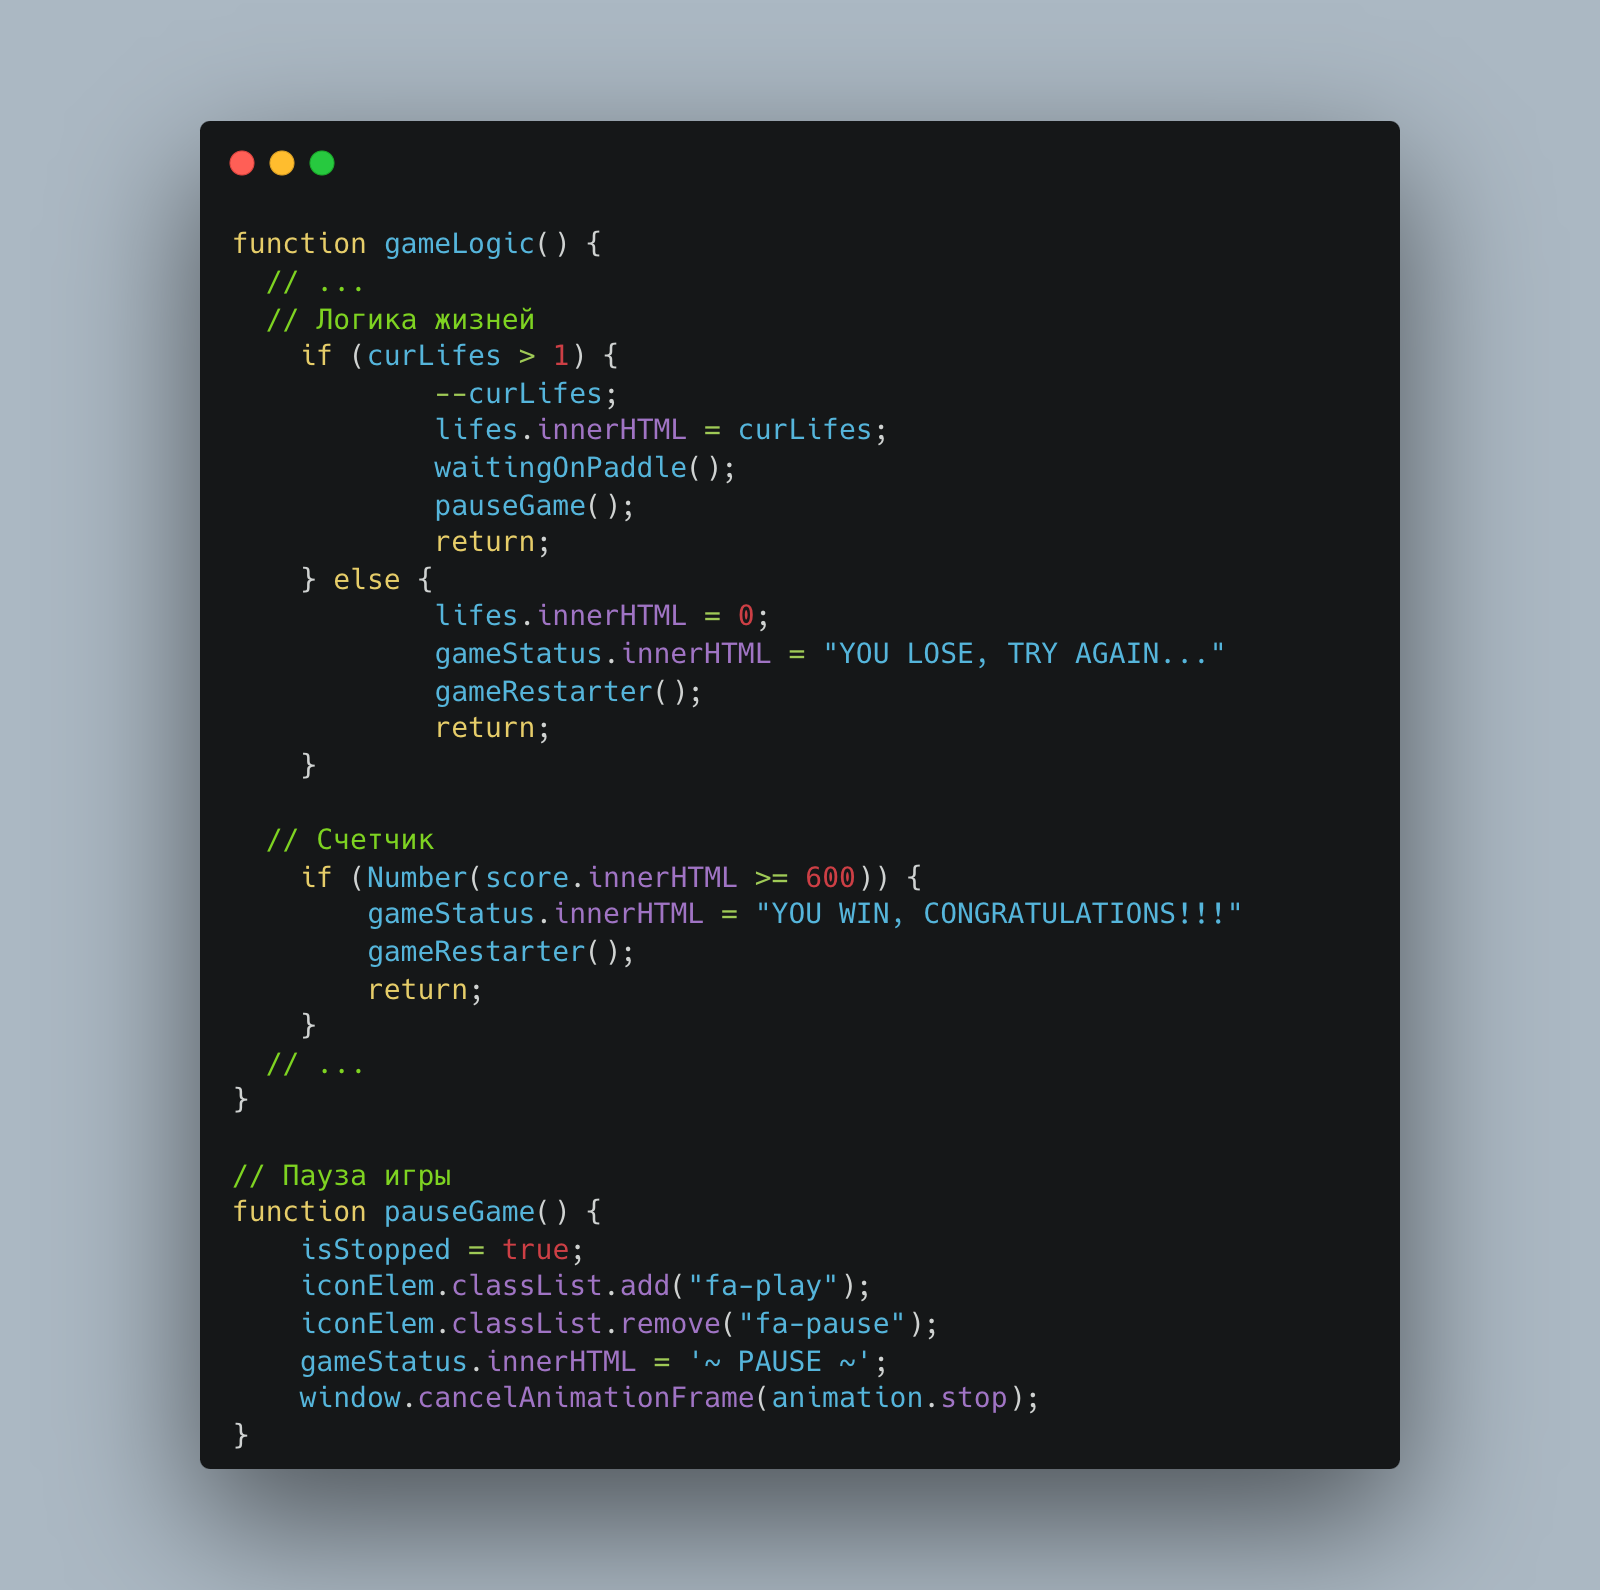 function gameLogic() {
  // ...
  // Логика жизней
    if (curLifes > 1) {
            --curLifes;
            lifes.innerHTML = curLifes;
            waitingOnPaddle();
            pauseGame();
            return;
    } else {
            lifes.innerHTML = 0;
            gameStatus.innerHTML = "YOU LOSE, TRY AGAIN..."
            gameRestarter();
            return;
    }

  // Счетчик
    if (Number(score.innerHTML >= 600)) {
        gameStatus.innerHTML = "YOU WIN, CONGRATULATIONS!!!"
        gameRestarter();
        return;
    }
  // ...
}

// Пауза игры
function pauseGame() {
    isStopped = true;
    iconElem.classList.add("fa-play");
    iconElem.classList.remove("fa-pause");
    gameStatus.innerHTML = '~ PAUSE ~';
    window.cancelAnimationFrame(animation.stop);
}